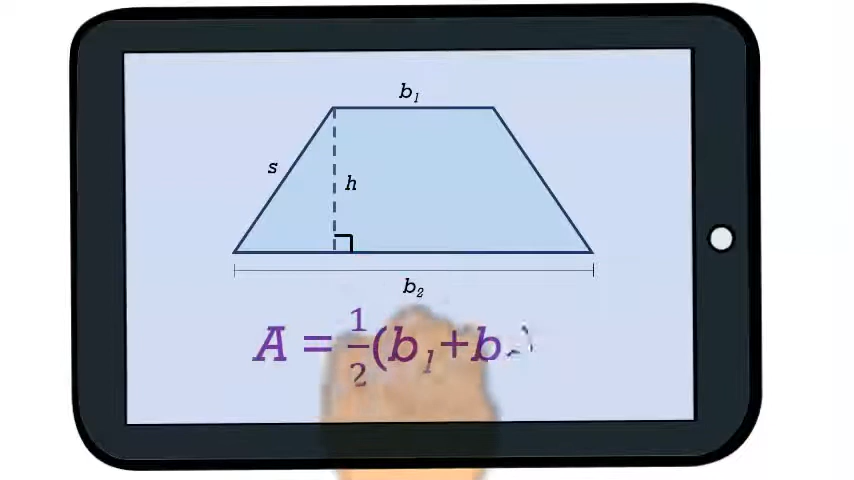 b₁
s
h
b₂
A = 1/2 (b₁+b